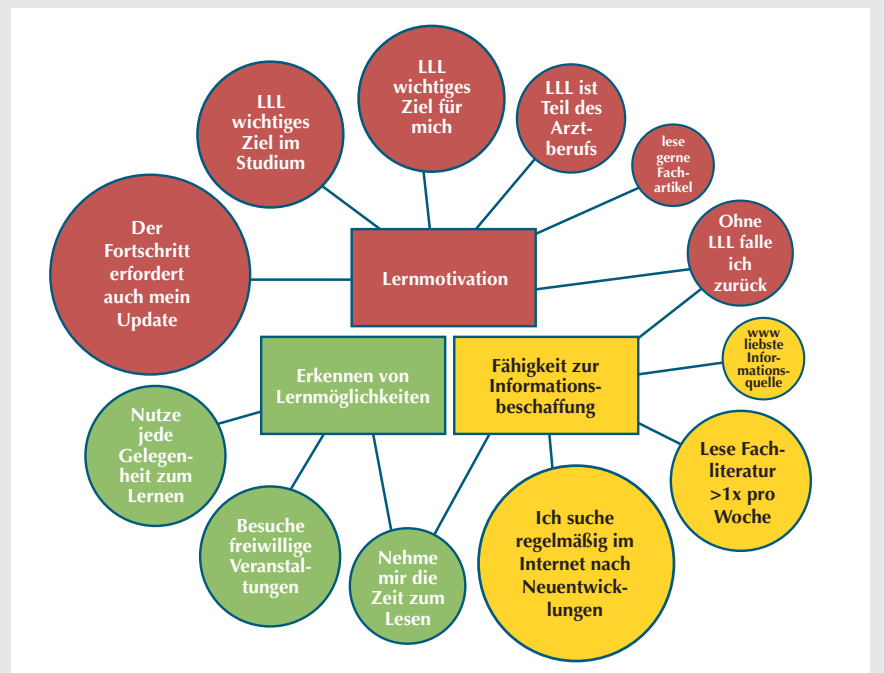 LLL
wichtiges
Ziel im
Studium
LLL
wichtiges
Ziel für
mich
LLL ist
Teil des
Arzt-
berufs
lese
gerne
Fach-
artikel
Der
Fortschritt
erfordert
auch mein
Update
Lernmotivation
Ohne
LLL falle
ich
zurück
Erkennen von
Lernmöglichkeiten
Fähigkeit zur
Informations-
beschaffung
www
liebste
Infor-
mations-
quelle
Nutze
jede
Gelegen-
heit zum
Lernen
Besuche
freiwillige
Veranstal-
tungen
Nehme
mir die
Zeit zum
Lesen
Ich suche
regelmäßig im
Internet nach
Neuentwick-
lungen
Lese Fach-
literatur
>1x pro
Woche